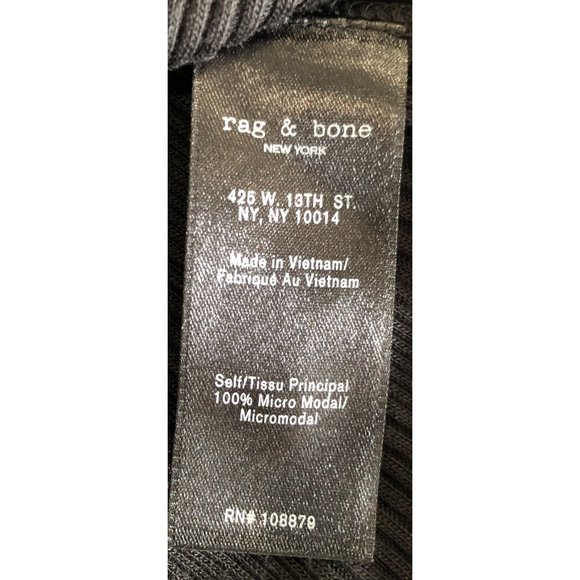 rag & bone
NEW YORK
425 W. 13TH ST.
NY, NY 10014
Made in Vietnam/
Fabriqué Au Vietnam
Self/Tissu Principal
100% Micro Modal/
Micromodal
RN# 108879